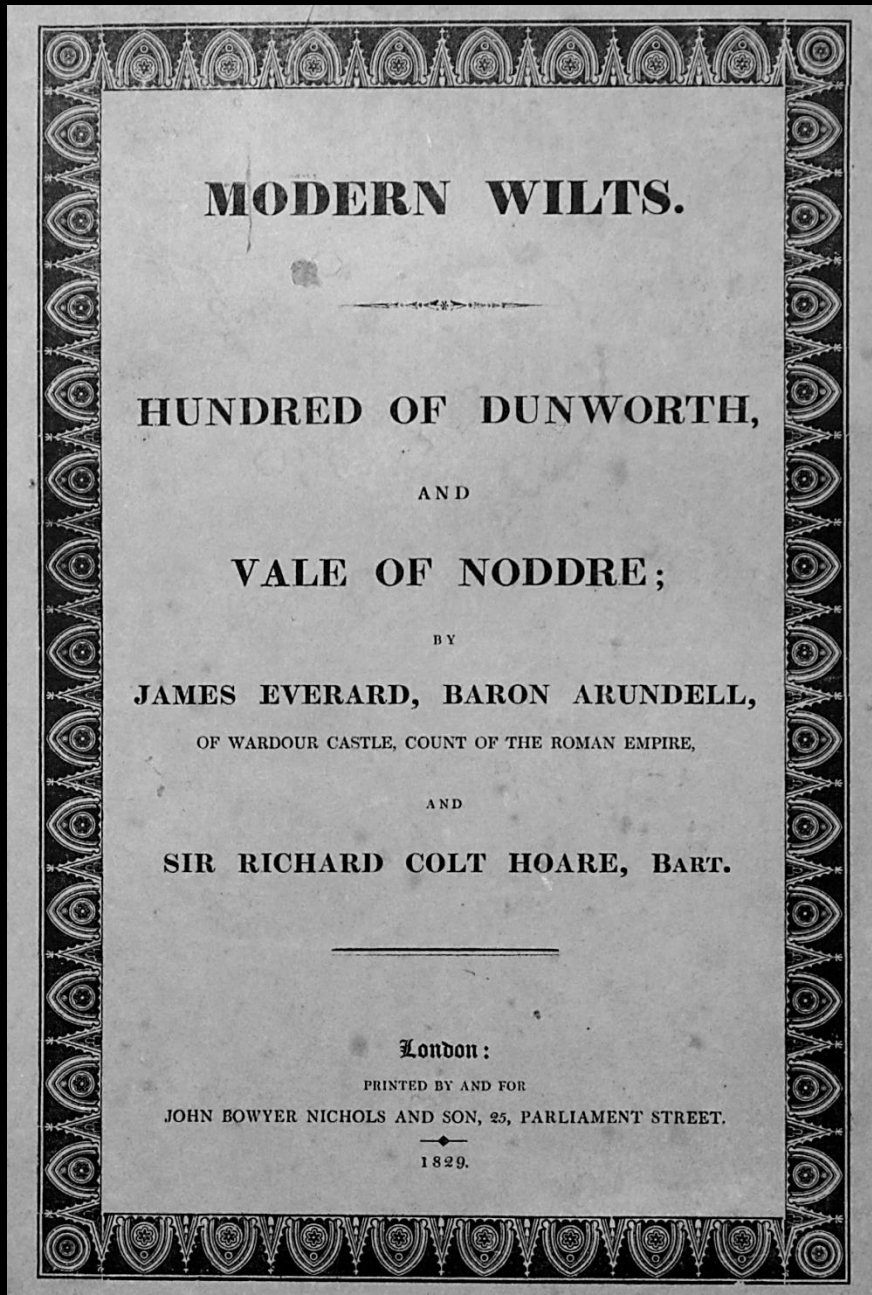 MODERN WILTS.
HUNDRED OF DUNWORTH,
AND
VALE OF NODDRE;
BY
JAMES EVERARD, BARON ARUNDELL,
OF WARDOUR CASTLE, COUNT OF THE ROMAN EMPIRE,
AND
SIR RICHARD COLT HOARE, BART.
London:
PRINTED BY AND FOR
JOHN BOWYER NICHOLS AND SON, 25, PARLIAMENT STREET.
1829.